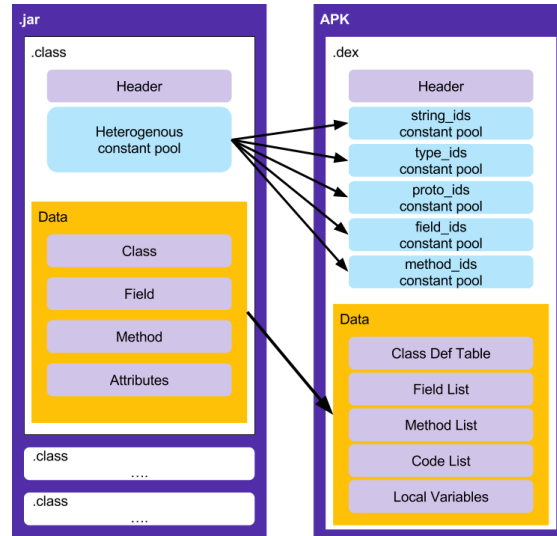 .jar
.class
Header
Heterogenous
constant pool
Data
Class
Field
Method
Attributes
.class
....
.class
....
APK
.dex
Header
string_ids
constant pool
type_ids
constant pool
proto_ids
constant pool
field_ids
constant pool
method_ids
constant pool
Data
Class Def Table
Field List
Method List
Code List
Local Variables